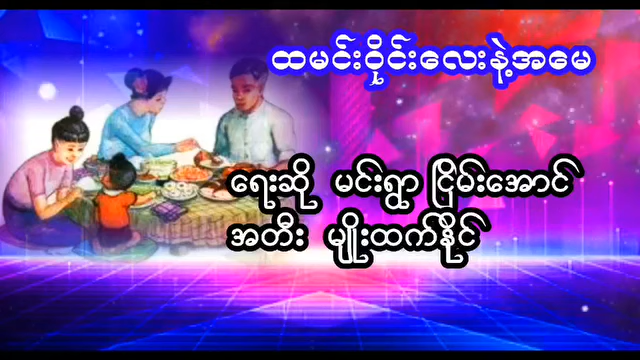 ထမင်းဝိုင်းလေးနဲ့အမေ
ရေးဆို မင်းရွာ ငြိမ်းအောင်
အတီး မျိုးထက်နိုင်